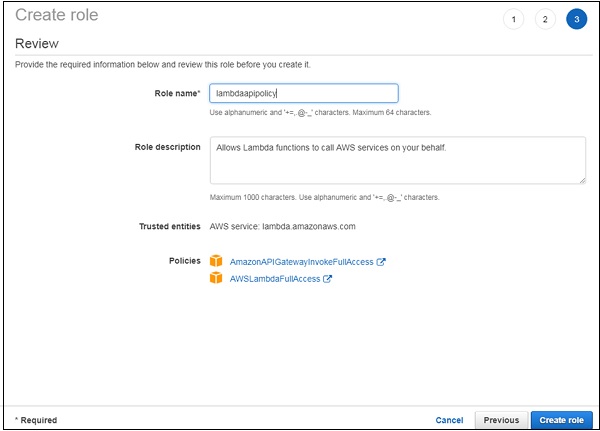 Create role
1 2 3
Review
Provide the required information below and review this role before you create it.
Role name* lambdaapipolicy
Use alphanumeric and '+=,.@-_' characters. Maximum 64 characters.
Role description Allows Lambda functions to call AWS services on your behalf.
Maximum 1000 characters. Use alphanumeric and '+=,.@-_' characters.
Trusted entities AWS service: lambda.amazonaws.com
Policies AmazonAPIGatewayInvokeFullAccess
AWSLambdaFullAccess
* Required Cancel Previous Create role